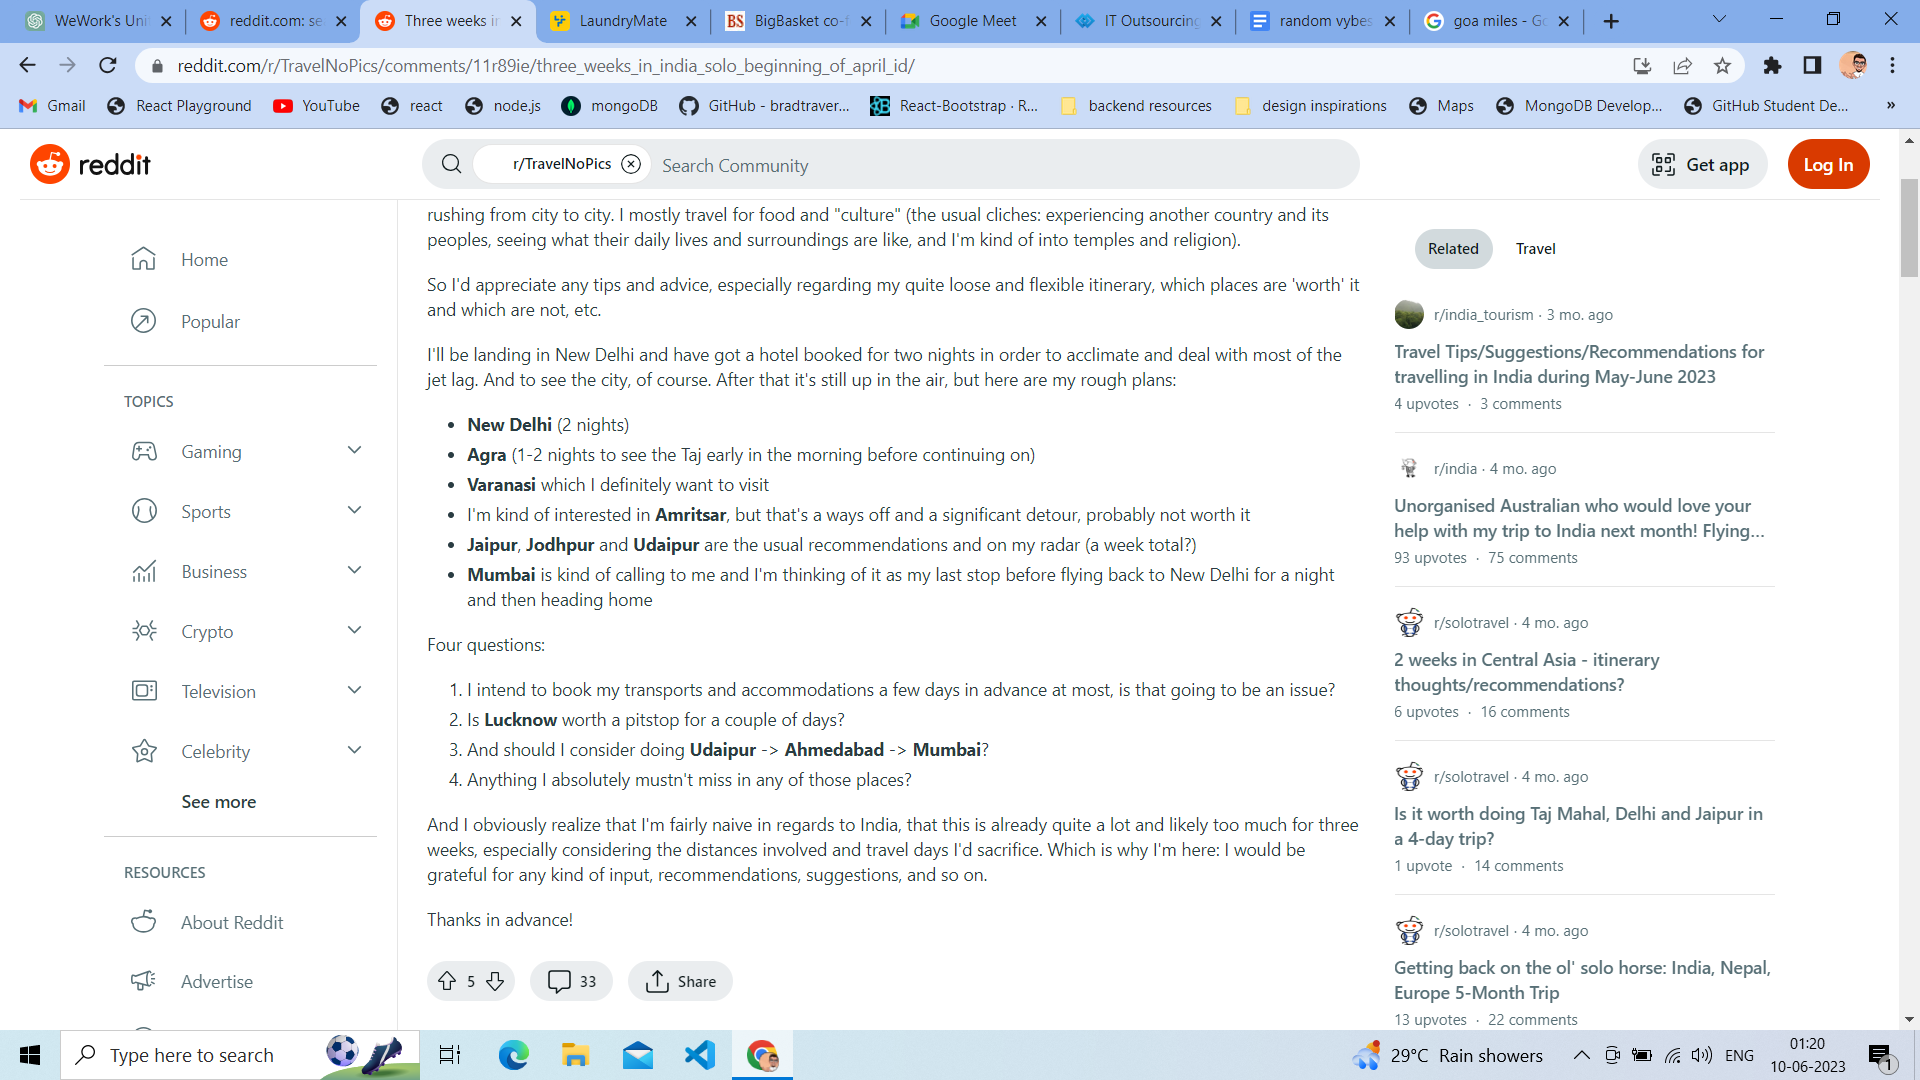 WeWork's Uni
reddit.com: se
Three weeks in
LaundryMate
BigBasket co-f
Google Meet
IT Outsourcing
random vybes
goa miles - Go
reddit.com/r/TravelNoPics/comments/11r89ie/three_weeks_in_india_solo_beginning_of_april_id/
Gmail
React Playground
YouTube
react
node.js
mongoDB
GitHub - bradtraver...
React-Bootstrap · R...
backend resources
design inspirations
Maps
MongoDB Develop...
GitHub Student De...
»
reddit
r/TravelNoPics
Search Community
Get app
Log In
Home
Popular
TOPICS
Gaming
Sports
Business
Crypto
Television
Celebrity
See more
RESOURCES
About Reddit
Advertise
rushing from city to city. I mostly travel for food and "culture" (the usual cliches: experiencing another country and its
peoples, seeing what their daily lives and surroundings are like, and I'm kind of into temples and religion).
So I'd appreciate any tips and advice, especially regarding my quite loose and flexible itinerary, which places are 'worth' it
and which are not, etc.
I'll be landing in New Delhi and have got a hotel booked for two nights in order to acclimate and deal with most of the
jet lag. And to see the city, of course. After that it's still up in the air, but here are my rough plans:
• New Delhi (2 nights)
• Agra (1-2 nights to see the Taj early in the morning before continuing on)
• Varanasi which I definitely want to visit
• I'm kind of interested in Amritsar, but that's a ways off and a significant detour, probably not worth it
• Jaipur, Jodhpur and Udaipur are the usual recommendations and on my radar (a week total?)
• Mumbai is kind of calling to me and I'm thinking of it as my last stop before flying back to New Delhi for a night
and then heading home
Four questions:
1. I intend to book my transports and accommodations a few days in advance at most, is that going to be an issue?
2. Is Lucknow worth a pitstop for a couple of days?
3. And should I consider doing Udaipur -> Ahmedabad -> Mumbai?
4. Anything I absolutely mustn't miss in any of those places?
And I obviously realize that I'm fairly naive in regards to India, that this is already quite a lot and likely too much for three
weeks, especially considering the distances involved and travel days I'd sacrifice. Which is why I'm here: I would be
grateful for any kind of input, recommendations, suggestions, and so on.
Thanks in advance!
5
33
Share
Related
Travel
r/india_tourism · 3 mo. ago
Travel Tips/Suggestions/Recommendations for
travelling in India during May-June 2023
4 upvotes · 3 comments
r/india · 4 mo. ago
Unorganised Australian who would love your
help with my trip to India next month! Flying...
93 upvotes · 75 comments
r/solotravel · 4 mo. ago
2 weeks in Central Asia - itinerary
thoughts/recommendations?
6 upvotes · 16 comments
r/solotravel · 4 mo. ago
Is it worth doing Taj Mahal, Delhi and Jaipur in
a 4-day trip?
1 upvote · 14 comments
r/solotravel · 4 mo. ago
Getting back on the ol' solo horse: India, Nepal,
Europe 5-Month Trip
13 upvotes · 22 comments
Type here to search
29°C Rain showers
ENG
01:20
10-06-2023
1